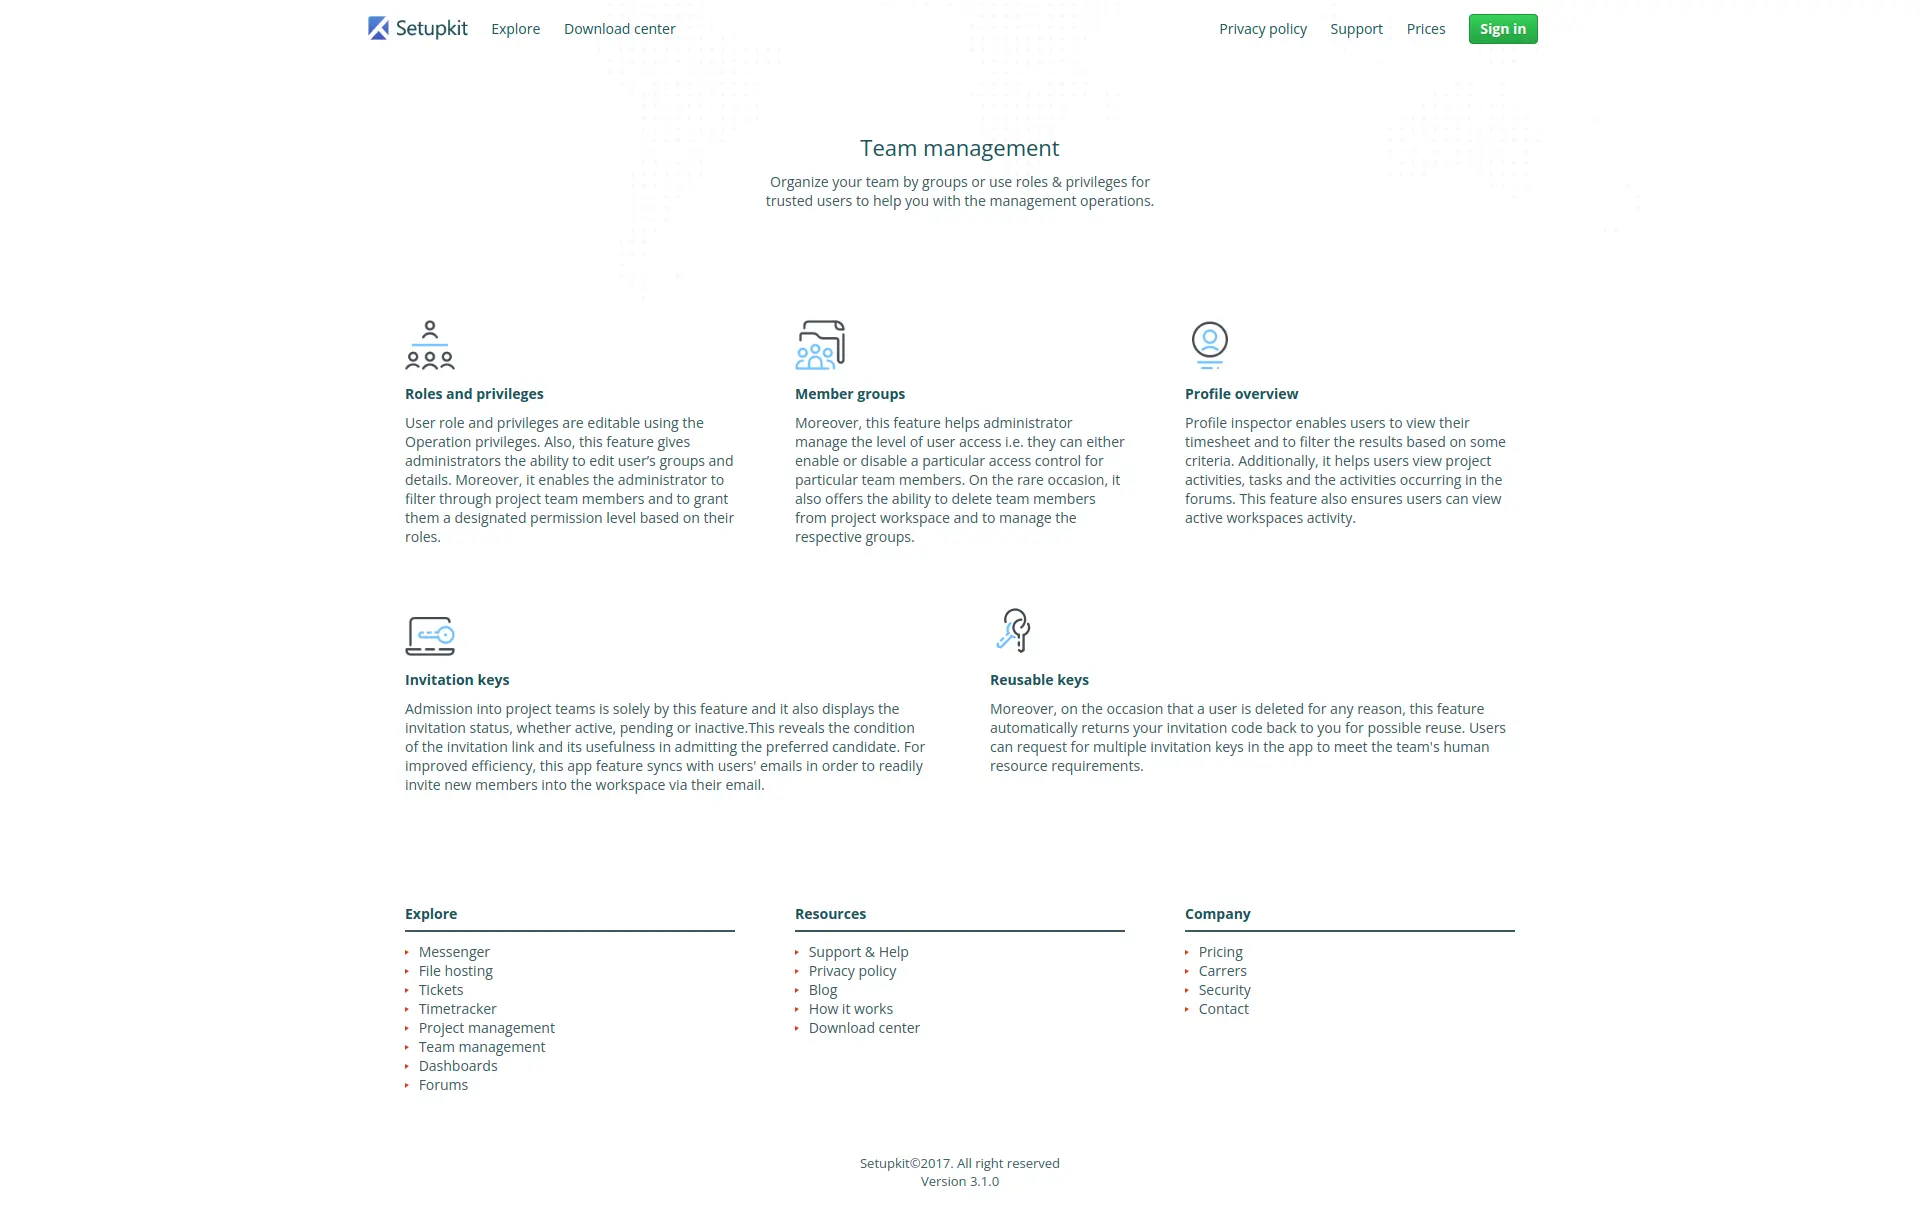 Setupkit Explore Download center Privacy policy Support Prices Sign in
Team management
Organize your team by groups or use roles & privileges for
trusted users to help you with the management operations.
Roles and privileges
User role and privileges are editable using the
Operation privileges. Also, this feature gives
administrators the ability to edit user’s groups and
details. Moreover, it enables the administrator to
filter through project team members and to grant
them a designated permission level based on their
roles.
Member groups
Moreover, this feature helps administrator
manage the level of user access i.e. they can either
enable or disable a particular access control for
particular team members. On the rare occasion, it
also offers the ability to delete team members
from project workspace and to manage the
respective groups.
Profile overview
Profile inspector enables users to view their
timesheet and to filter the results based on some
criteria. Additionally, it helps users view project
activities, tasks and the activities occurring in the
forums. This feature also ensures users can view
active workspaces activity.
Invitation keys
Admission into project teams is solely by this feature and it also displays the
invitation status, whether active, pending or inactive.This reveals the condition
of the invitation link and its usefulness in admitting the preferred candidate. For
improved efficiency, this app feature syncs with users' emails in order to readily
invite new members into the workspace via their email.
Reusable keys
Moreover, on the occasion that a user is deleted for any reason, this feature
automatically returns your invitation code back to you for possible reuse. Users
can request for multiple invitation keys in the app to meet the team's human
resource requirements.
Explore
Messenger
File hosting
Tickets
Timetracker
Project management
Team management
Dashboards
Forums
Resources
Support & Help
Privacy policy
Blog
How it works
Download center
Company
Pricing
Carrers
Security
Contact
Setupkit©2017. All right reserved
Version 3.1.0